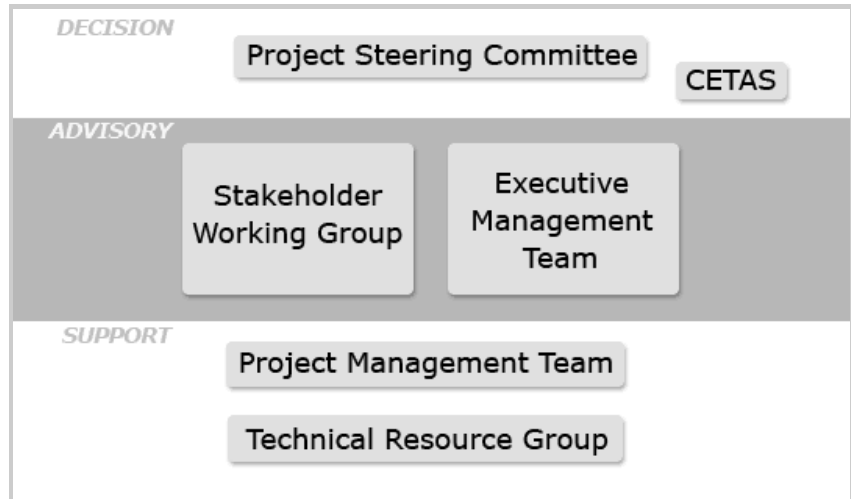 DECISION
Project Steering Committee
CETAS
ADVISORY
Stakeholder
Working Group
Executive
Management
Team
SUPPORT
Project Management Team
Technical Resource Group